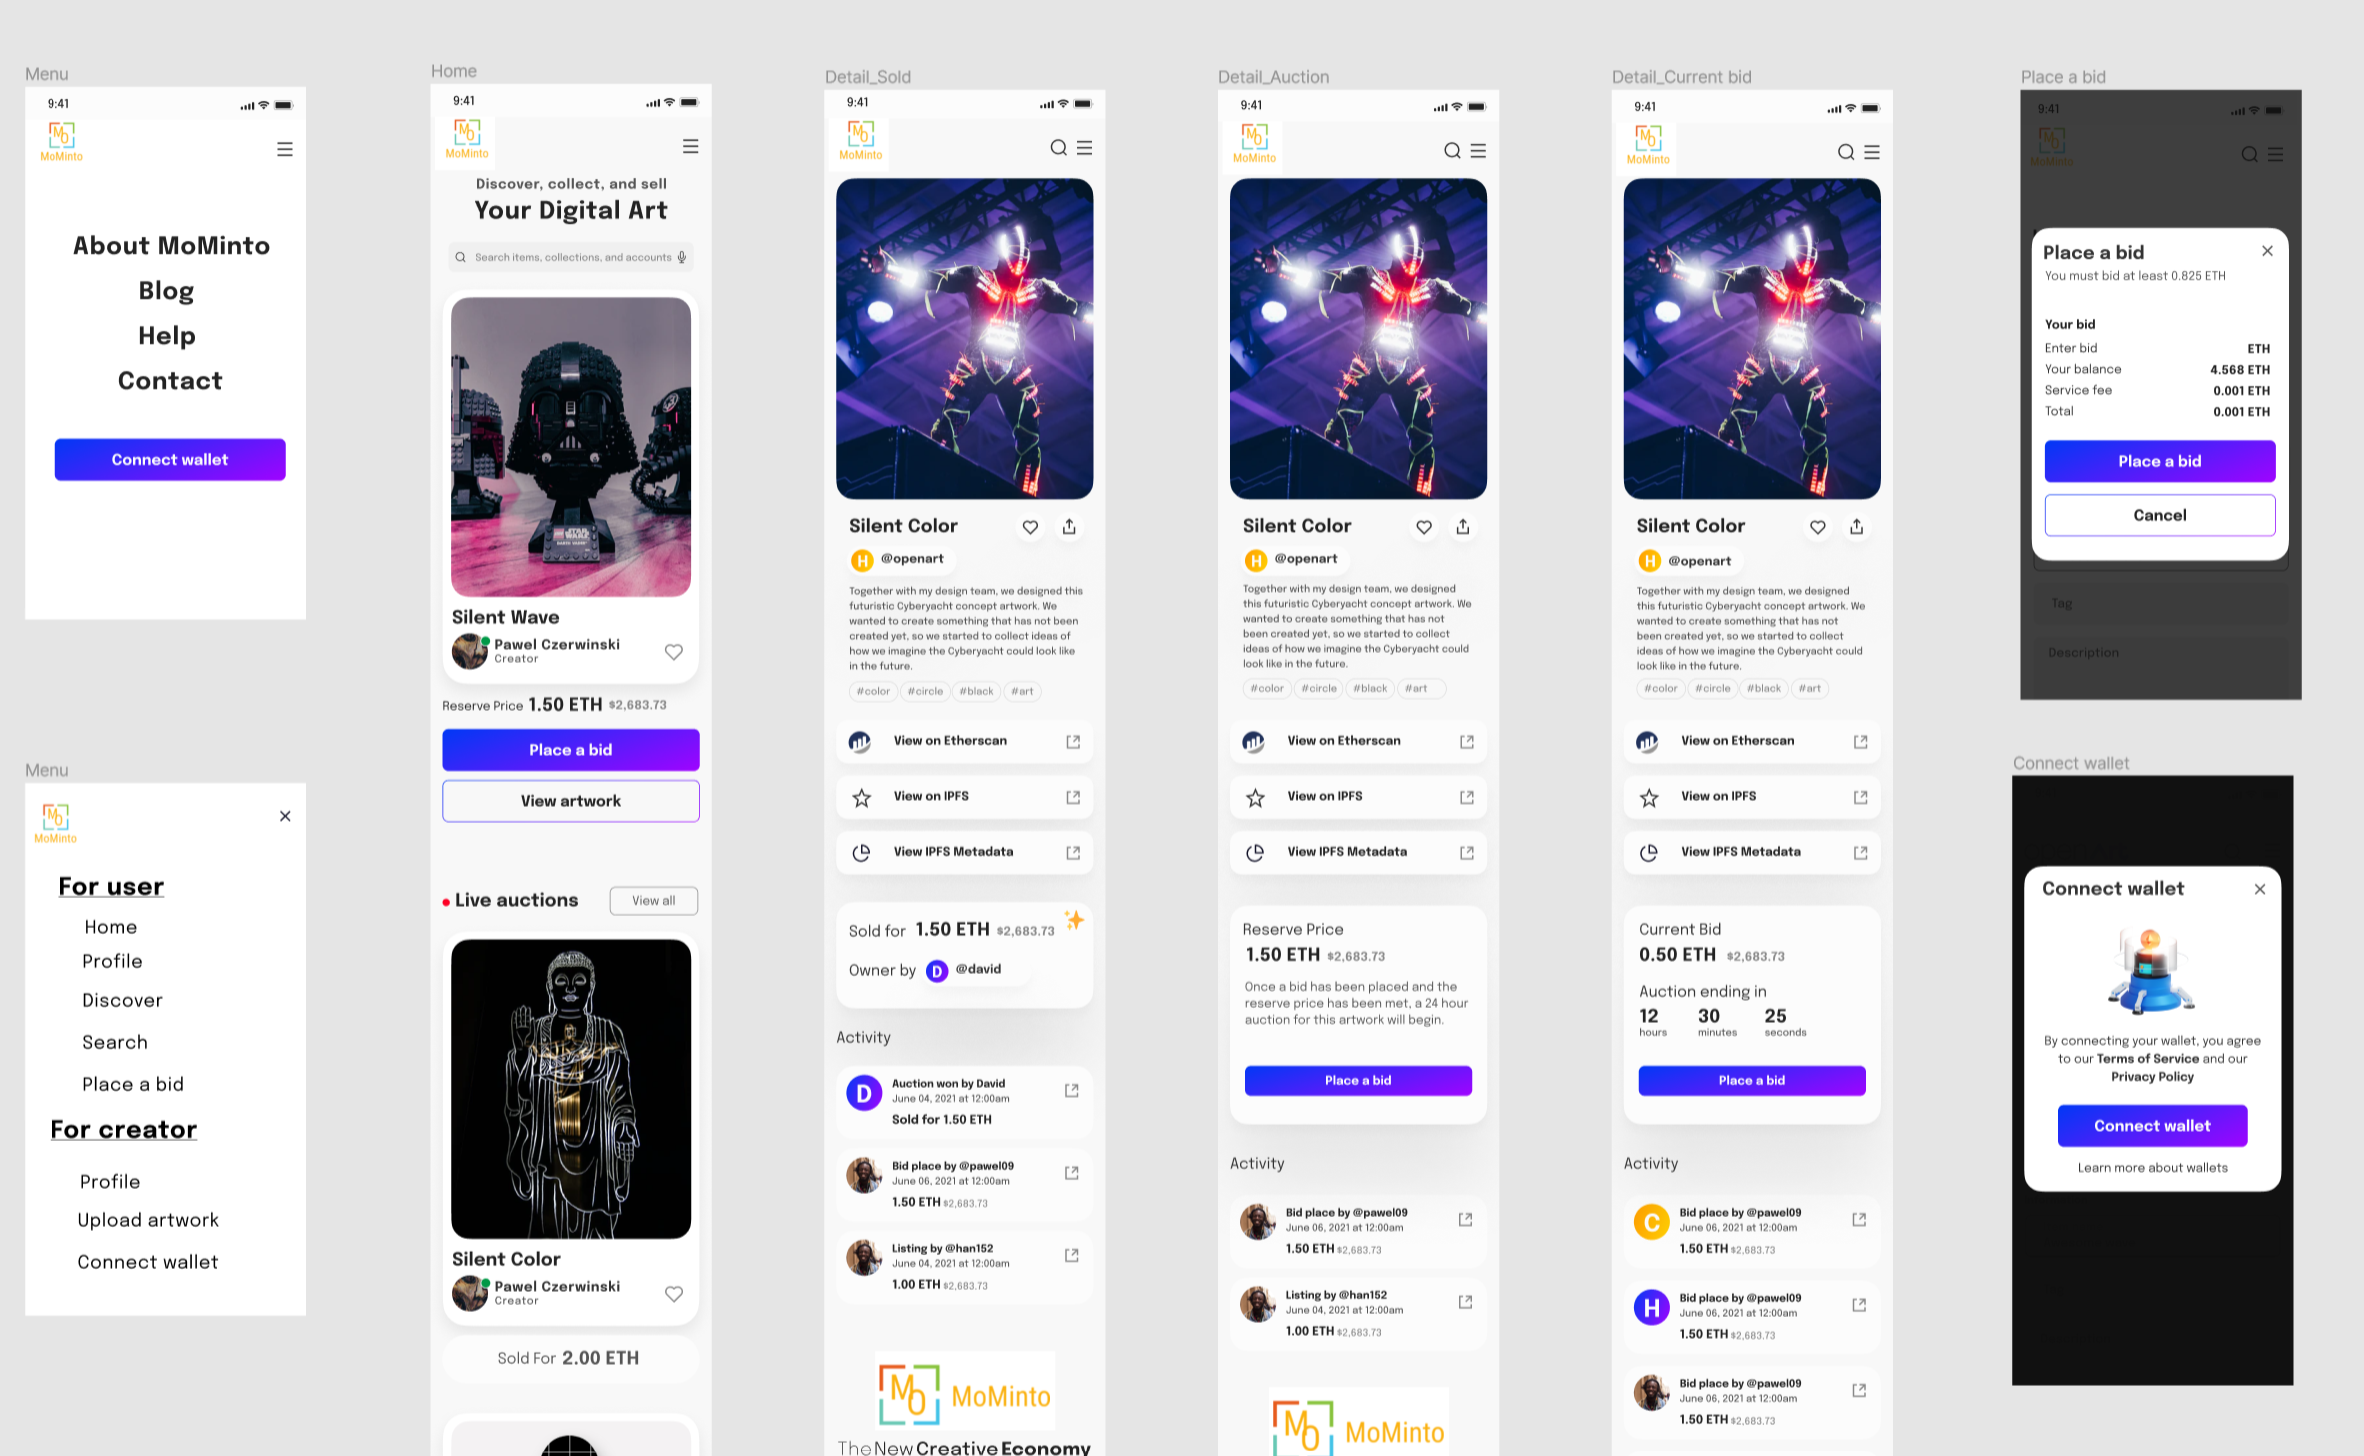 Menu
9:41
MO
MoMinto
About MoMinto
Blog
Help
Contact
Connect wallet
Menu
MO
MoMinto
For user
Home
Profile
Discover
Search
Place a bid
For creator
Profile
Upload artwork
Connect wallet
Home
9:41
MO
MoMinto
Discover, collect, and sell
Your Digital Art
Search items, collections, and accounts
STAR WARS
Silent Wave
Pawel Czerwinski
Creator
Reserve Price 1.50 ETH $2,683.73
Place a bid
View artwork
Live auctions
View all
Silent Color
Pawel Czerwinski
Creator
Sold For 2.00 ETH
Detail_Sold
9:41
MO
MoMinto
Silent Color
H @openart
Together with my design team, we designed this
futuristic Cyberyacht concept artwork. We
wanted to create something that has not been
created yet, so we started to collect ideas of
how we imagine the Cyberyacht could look like
in the future.
#color #circle #black #art
View on Etherscan
View on IPFS
View IPFS Metadata
Sold for 1.50 ETH $2,683.73
Owner by D @david
Activity
D
Auction won by David
June 04, 2021 at 12:00am
Sold for 1.50 ETH
Bid place by @pawel09
June 06, 2021 at 12:00am
1.50 ETH $2,683.73
Listing by @han152
June 04, 2021 at 12:00am
1.00 ETH $2,683.73
MO MoMinto
The New Creative Economy
Detail_Auction
9:41
MO
MoMinto
Silent Color
H @openart
Together with my design team, we designed
this futuristic Cyberyacht concept artwork. We
wanted to create something that has not
been created yet, so we started to collect
ideas of how we imagine the Cyberyacht could
look like in the future.
#color #circle #black #art
View on Etherscan
View on IPFS
View IPFS Metadata
Reserve Price
1.50 ETH $2,683.73
Once a bid has been placed and the
reserve price has been met, a 24 hour
auction for this artwork will begin.
Place a bid
Activity
Bid place by @pawel09
June 06, 2021 at 12:00am
1.50 ETH $2,683.73
Listing by @han152
June 04, 2021 at 12:00am
1.00 ETH $2,683.73
MO MoMinto
Detail_Current bid
9:41
MO
MoMinto
Silent Color
H @openart
Together with my design team, we designed
this futuristic Cyberyacht concept artwork. We
wanted to create something that has not
been created yet, so we started to collect
ideas of how we imagine the Cyberyacht could
look like in the future.
#color #circle #black #art
View on Etherscan
View on IPFS
View IPFS Metadata
Current Bid
0.50 ETH $2,683.73
Auction ending in
12 30 25
hours minutes seconds
Place a bid
Activity
C
Bid place by @pawel09
June 06, 2021 at 12:00am
1.50 ETH $2,683.73
H
Bid place by @pawel09
June 06, 2021 at 12:00am
1.50 ETH $2,683.73
Bid place by @pawel09
June 06, 2021 at 12:00am
1.50 ETH $2,683.73
Place a bid
9:41
MO
MoMinto
Place a bid
You must bid at least 0.825 ETH
Your bid
Enter bid ETH
Your balance 4.568 ETH
Service fee 0.001 ETH
Total 0.001 ETH
Place a bid
Cancel
Tag
Description
Connect wallet
Connect wallet
By connecting your wallet, you agree
to our Terms of Service and our
Privacy Policy
Connect wallet
Learn more about wallets